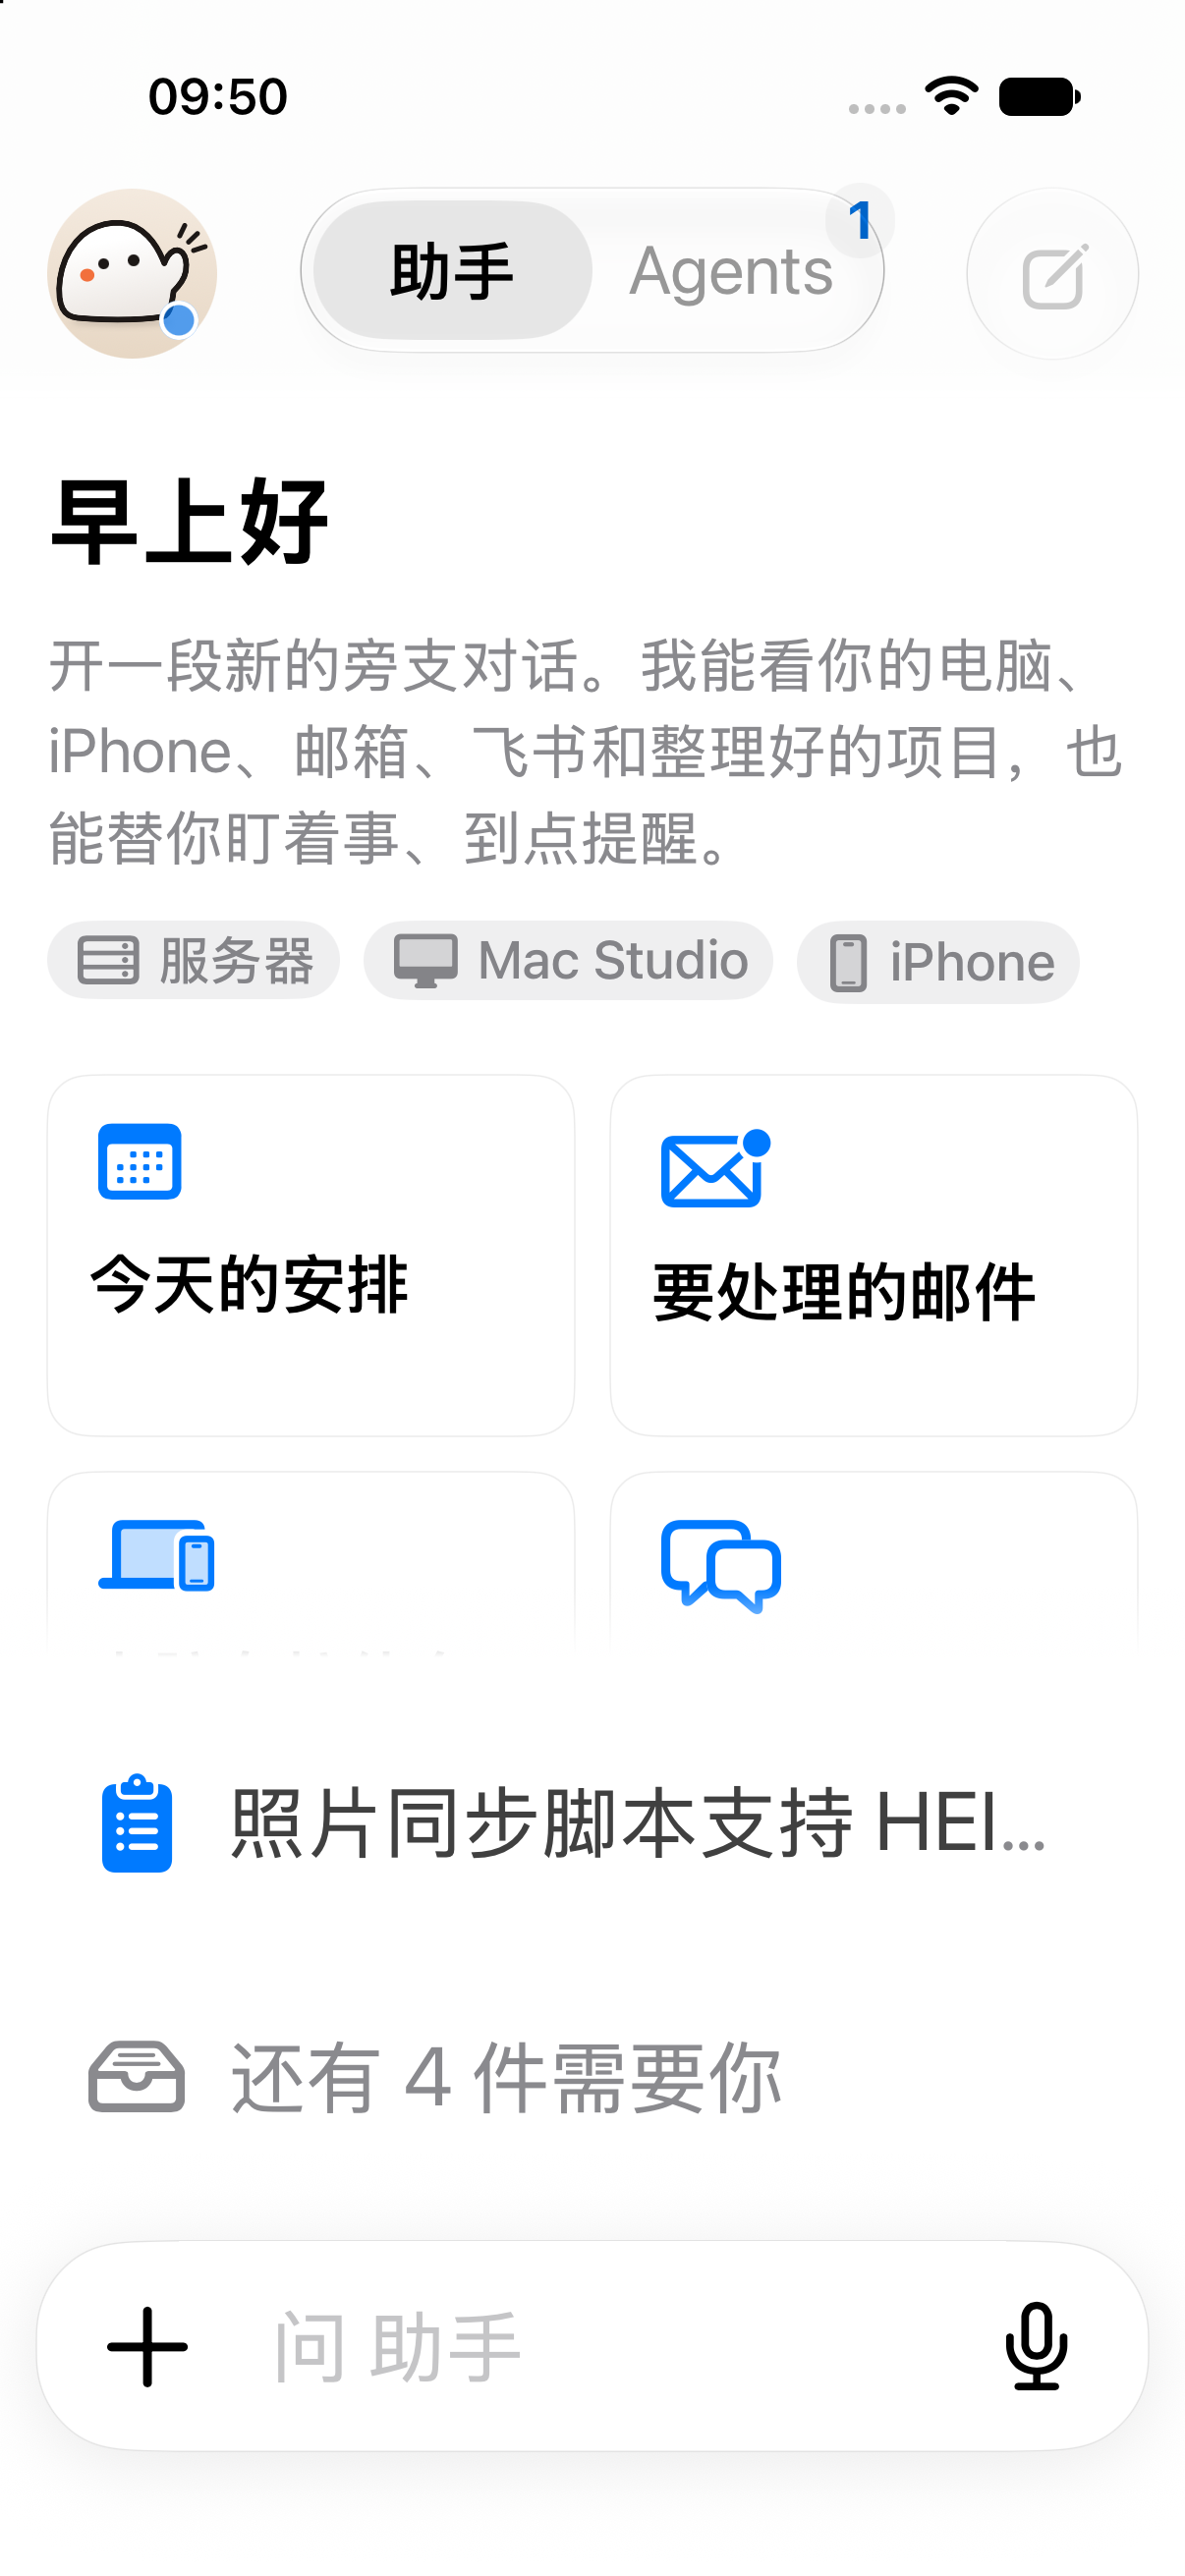 09:50
助手
Agents
1
早上好
开一段新的旁支对话。我能看你的电脑、
iPhone、邮箱、飞书和整理好的项目，也
能替你盯着事、到点提醒。
服务器
Mac Studio
iPhone
今天的安排
要处理的邮件
照片同步脚本支持 HEI…
还有 4 件需要你
问 助手